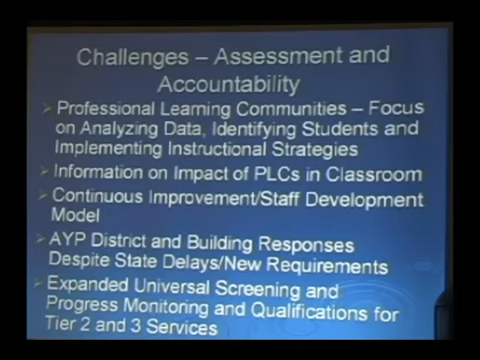 Challenges – Assessment and
Accountability
Professional Learning Communities – Focus
on Analyzing Data, Identifying Students and
Implementing Instructional Strategies
Information on Impact of PLCs in Classroom
Continuous Improvement/Staff Development
Model
AYP District and Building Responses
Despite State Delays/New Requirements
Expanded Universal Screening and
Progress Monitoring and Qualifications for
Tier 2 and 3 Services